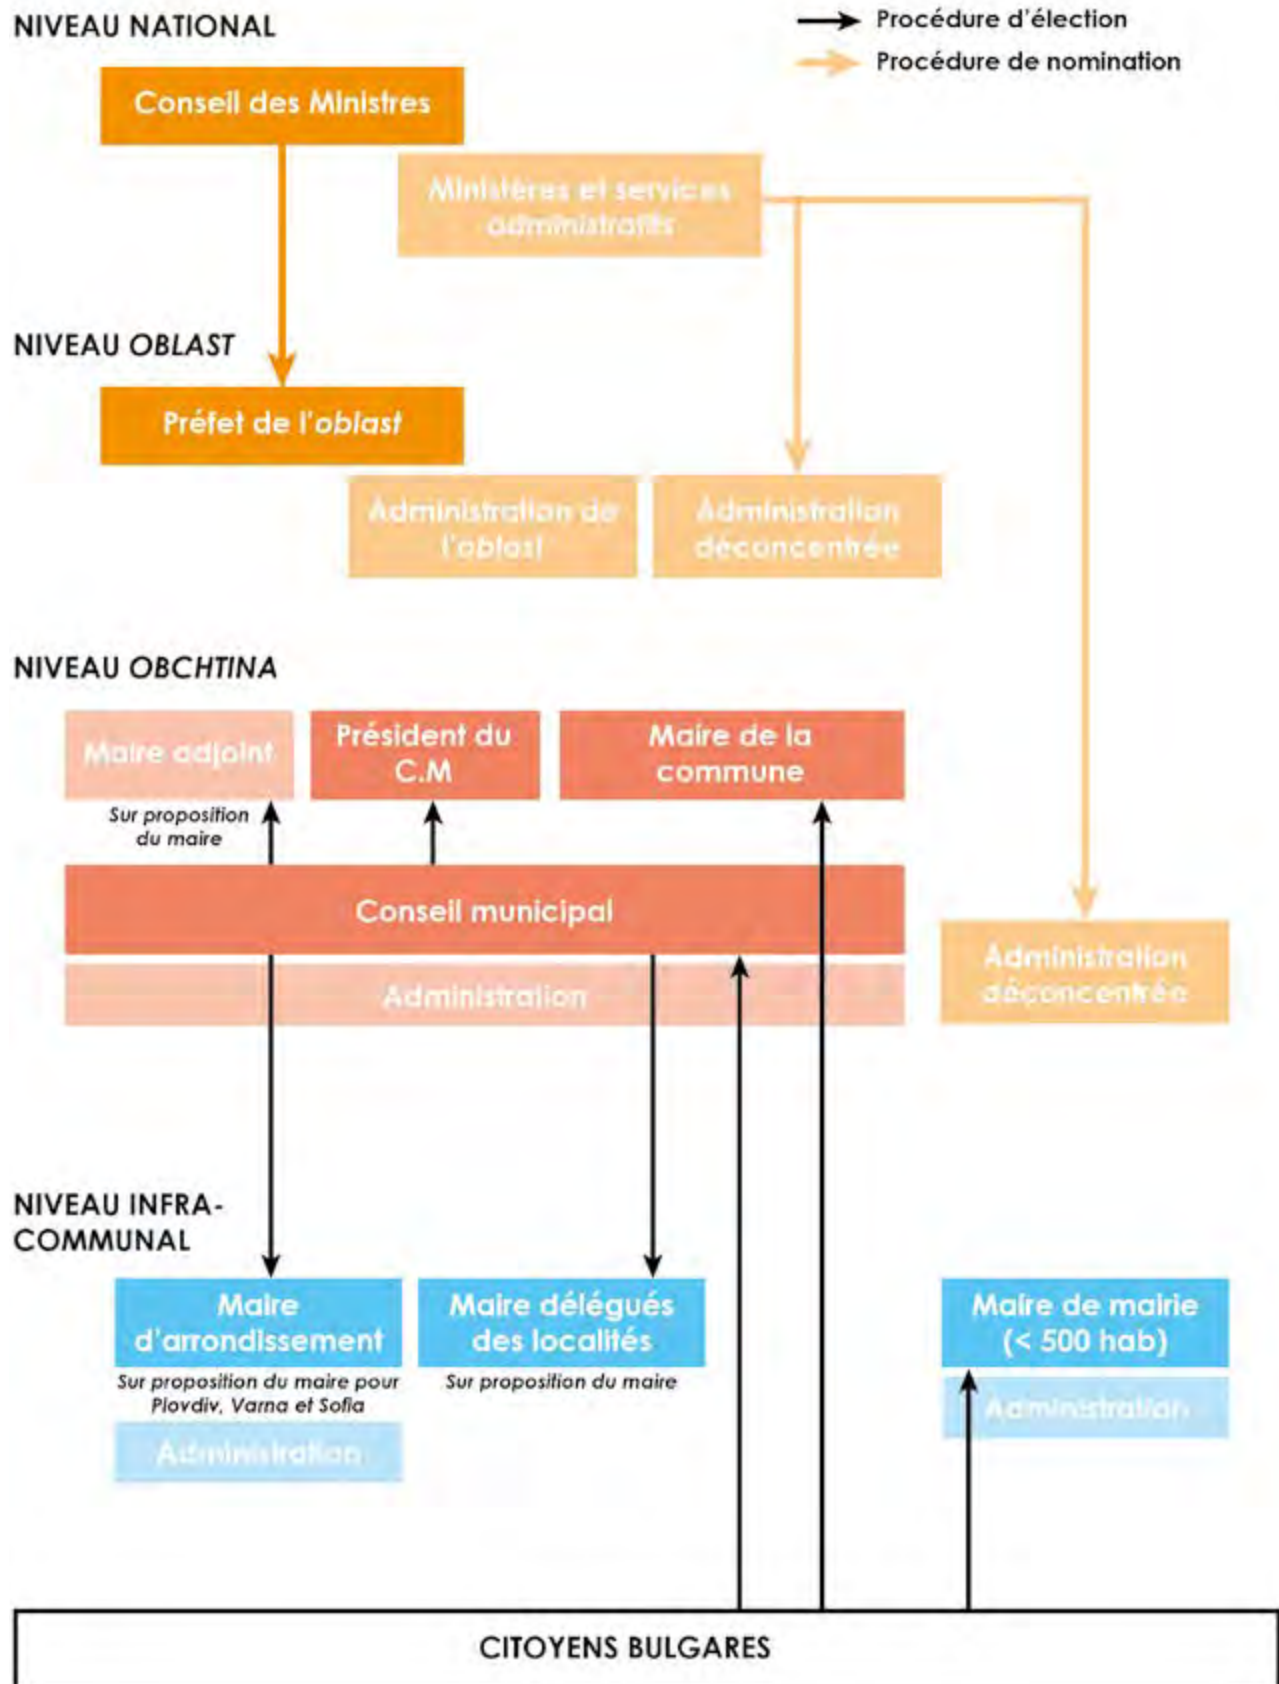 NIVEAU NATIONAL
Procédure d'élection
Procédure de nomination
Conseil des Ministres
Ministères et services
administratifs
NIVEAU OBLAST
Préfet de l'oblast
Administration de
l'oblast
Administration
déconcentrée
NIVEAU OBCHTINA
Maire adjoint
Président du
C.M
Maire de la
commune
Sur proposition
du maire
Conseil municipal
Administration
Administration
déconcentrée
NIVEAU INFRA-
COMMUNAL
Maire
d'arrondissement
Maire délégués
des localités
Maire de mairie
(< 500 hab)
Sur proposition du maire pour
Plovdiv, Varna et Sofia
Sur proposition du maire
Administration
Administration
CITOYENS BULGARES